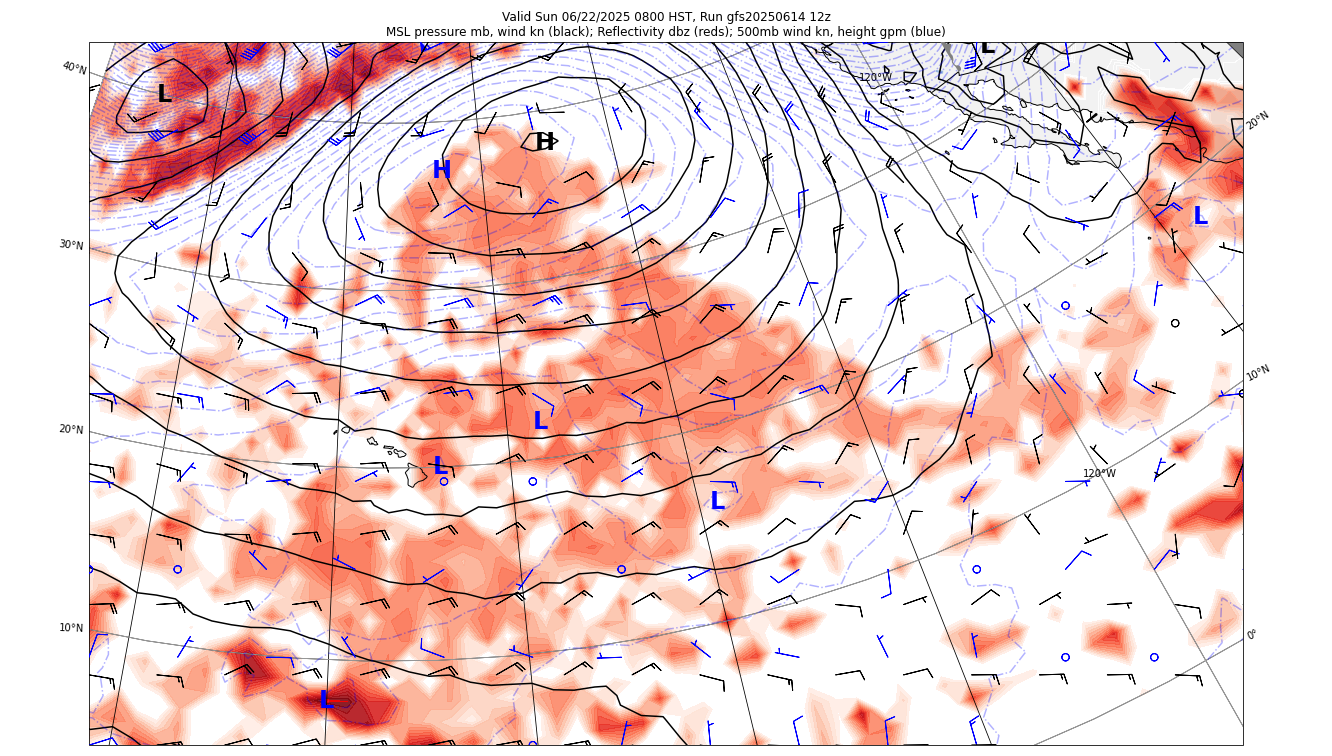 Valid Sun 06/22/2025 0800 HST, Run gfs20250614 12z
MSL pressure mb, wind kn (black); Reflectivity dbz (reds); 500mb wind kn, height gpm (blue)
L
40°N
120°W
L
20°N
H
H
L
30°N
10°N
L
20°N
L
120°W
L
10°N
0°
L